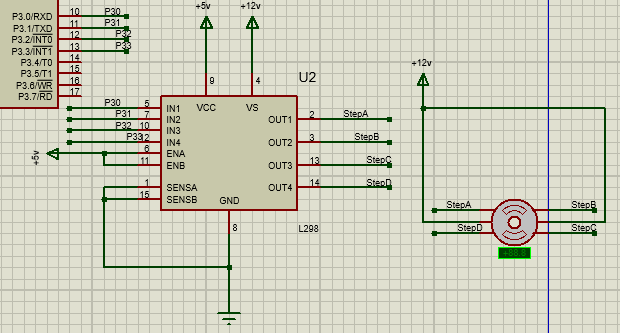 +5v
+12v
P3.0/RXD 10 P30
P3.1/TXD 11 P31
P3.2/INT0 12 P32
P3.3/INT1 13 P33
P3.4/T0 14
P3.5/T1 15
P3.6/WR 16
P3.7/RD 17
+12v
9 4
U2
VCC VS
P30 5 IN1 OUT1 2 StepA
P31 7 IN2
P32 10 IN3 OUT2 3 StepB
P33 12 IN4
+5v 6 ENA OUT3 13 StepC
11 ENB
1 SENSA OUT4 14 StepD
15 SENSB
GND
8
L298
StepA StepB
StepD StepC